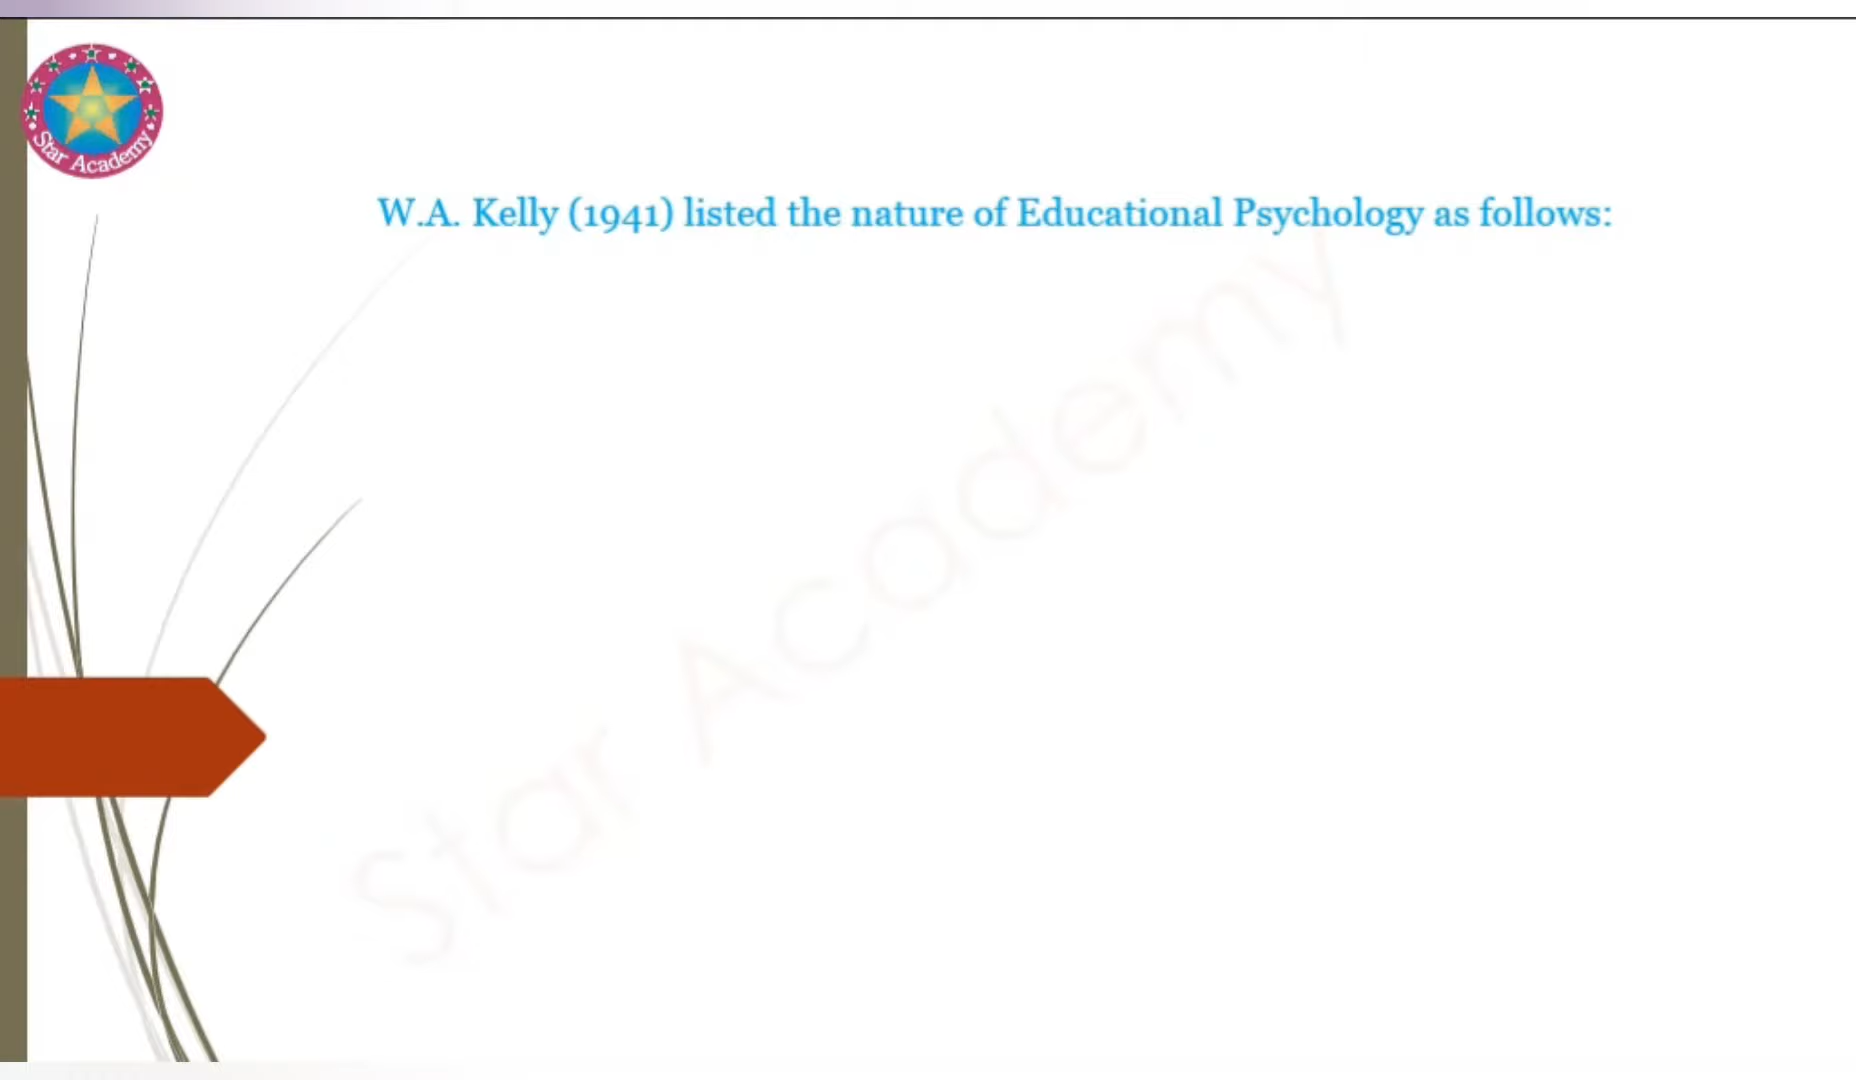 Star Academy
W.A. Kelly (1941) listed the nature of Educational Psychology as follows:
Star Academy